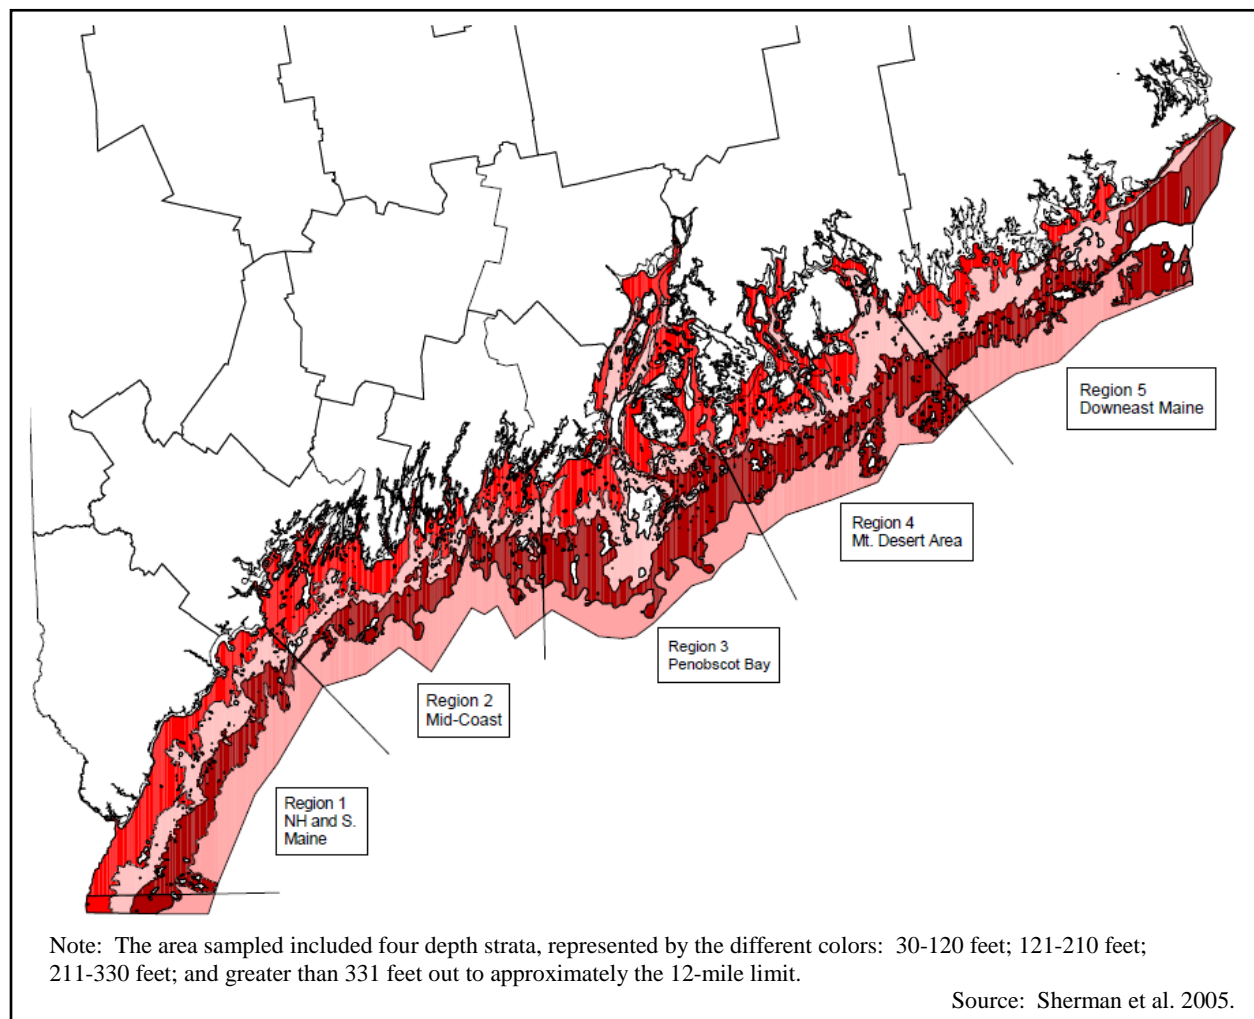 Region 5
Downeast Maine
Region 4
Mt. Desert Area
Region 3
Penobscot Bay
Region 2
Mid-Coast
Region 1
NH and S.
Maine
Note: The area sampled included four depth strata, represented by the different colors: 30-120 feet; 121-210 feet;
211-330 feet; and greater than 331 feet out to approximately the 12-mile limit.
Source: Sherman et al. 2005.